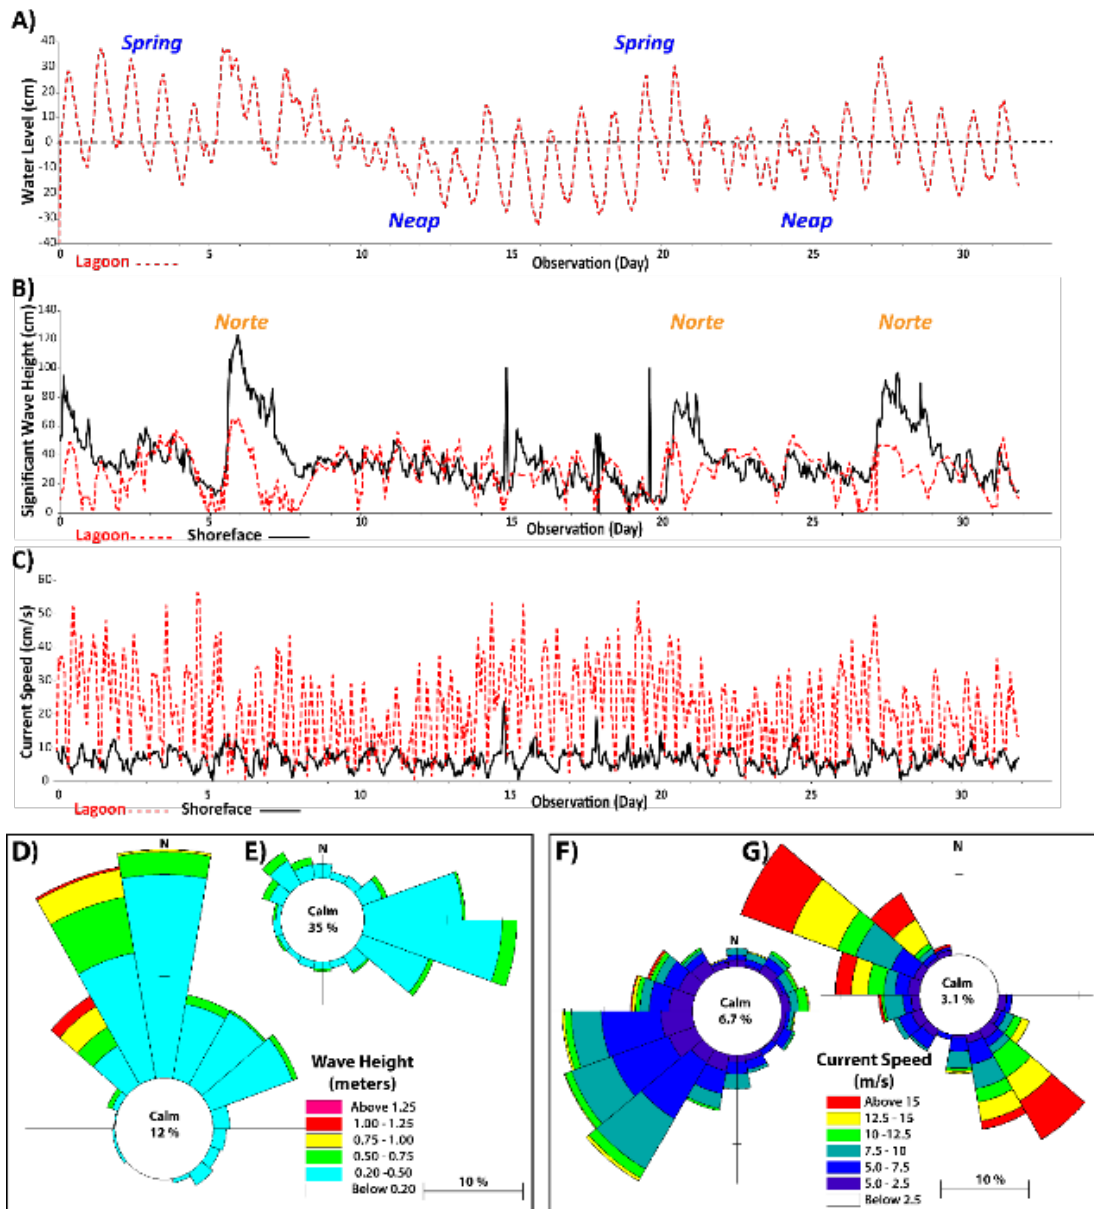 A)
Water Level (cm)
40
30
20
10
0
-10
-20
-30
-40
Spring
Spring
Neap
Neap
0
5
10
15
20
25
30
Lagoon
Observation (Day)
B)
Significant Wave Height (cm)
140
120
100
80
60
40
20
0
Norte
Norte
Norte
0
5
10
15
20
25
30
Lagoon
Shoreface
Observation (Day)
C)
Current Speed (cm/s)
60
50
40
30
20
10
0
0
5
10
15
20
25
30
Lagoon
Shoreface
Observation (Day)
D)
N
Calm
12 %
E)
N
Calm
35 %
Wave Height
(meters)
Above 1.25
1.00 - 1.25
0.75 - 1.00
0.50 - 0.75
0.20 -0.50
Below 0.20
10 %
F)
N
Calm
6.7 %
G)
N
Calm
3.1 %
Current Speed
(m/s)
Above 15
12.5 - 15
10 -12.5
7.5 - 10
5.0 - 7.5
5.0 - 2.5
Below 2.5
10 %